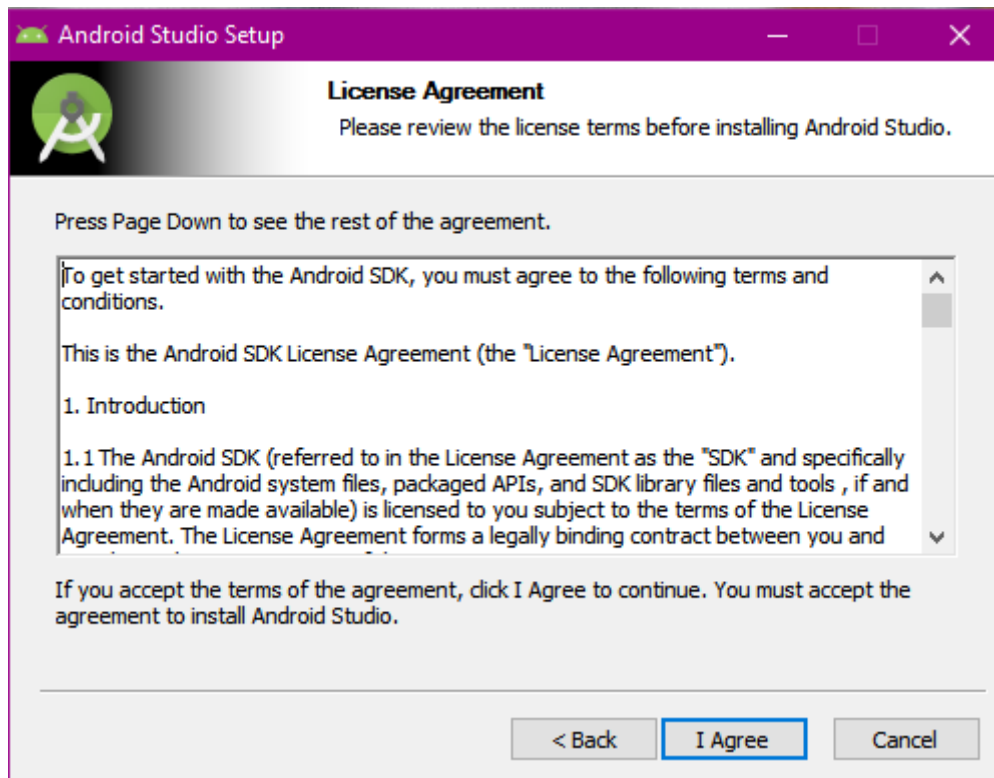 Android Studio Setup
License Agreement
Please review the license terms before installing Android Studio.
Press Page Down to see the rest of the agreement.
To get started with the Android SDK, you must agree to the following terms and
conditions.
This is the Android SDK License Agreement (the "License Agreement").
1. Introduction
1.1 The Android SDK (referred to in the License Agreement as the "SDK" and specifically
including the Android system files, packaged APIs, and SDK library files and tools , if and
when they are made available) is licensed to you subject to the terms of the License
Agreement. The License Agreement forms a legally binding contract between you and
If you accept the terms of the agreement, click I Agree to continue. You must accept the
agreement to install Android Studio.
< Back
I Agree
Cancel